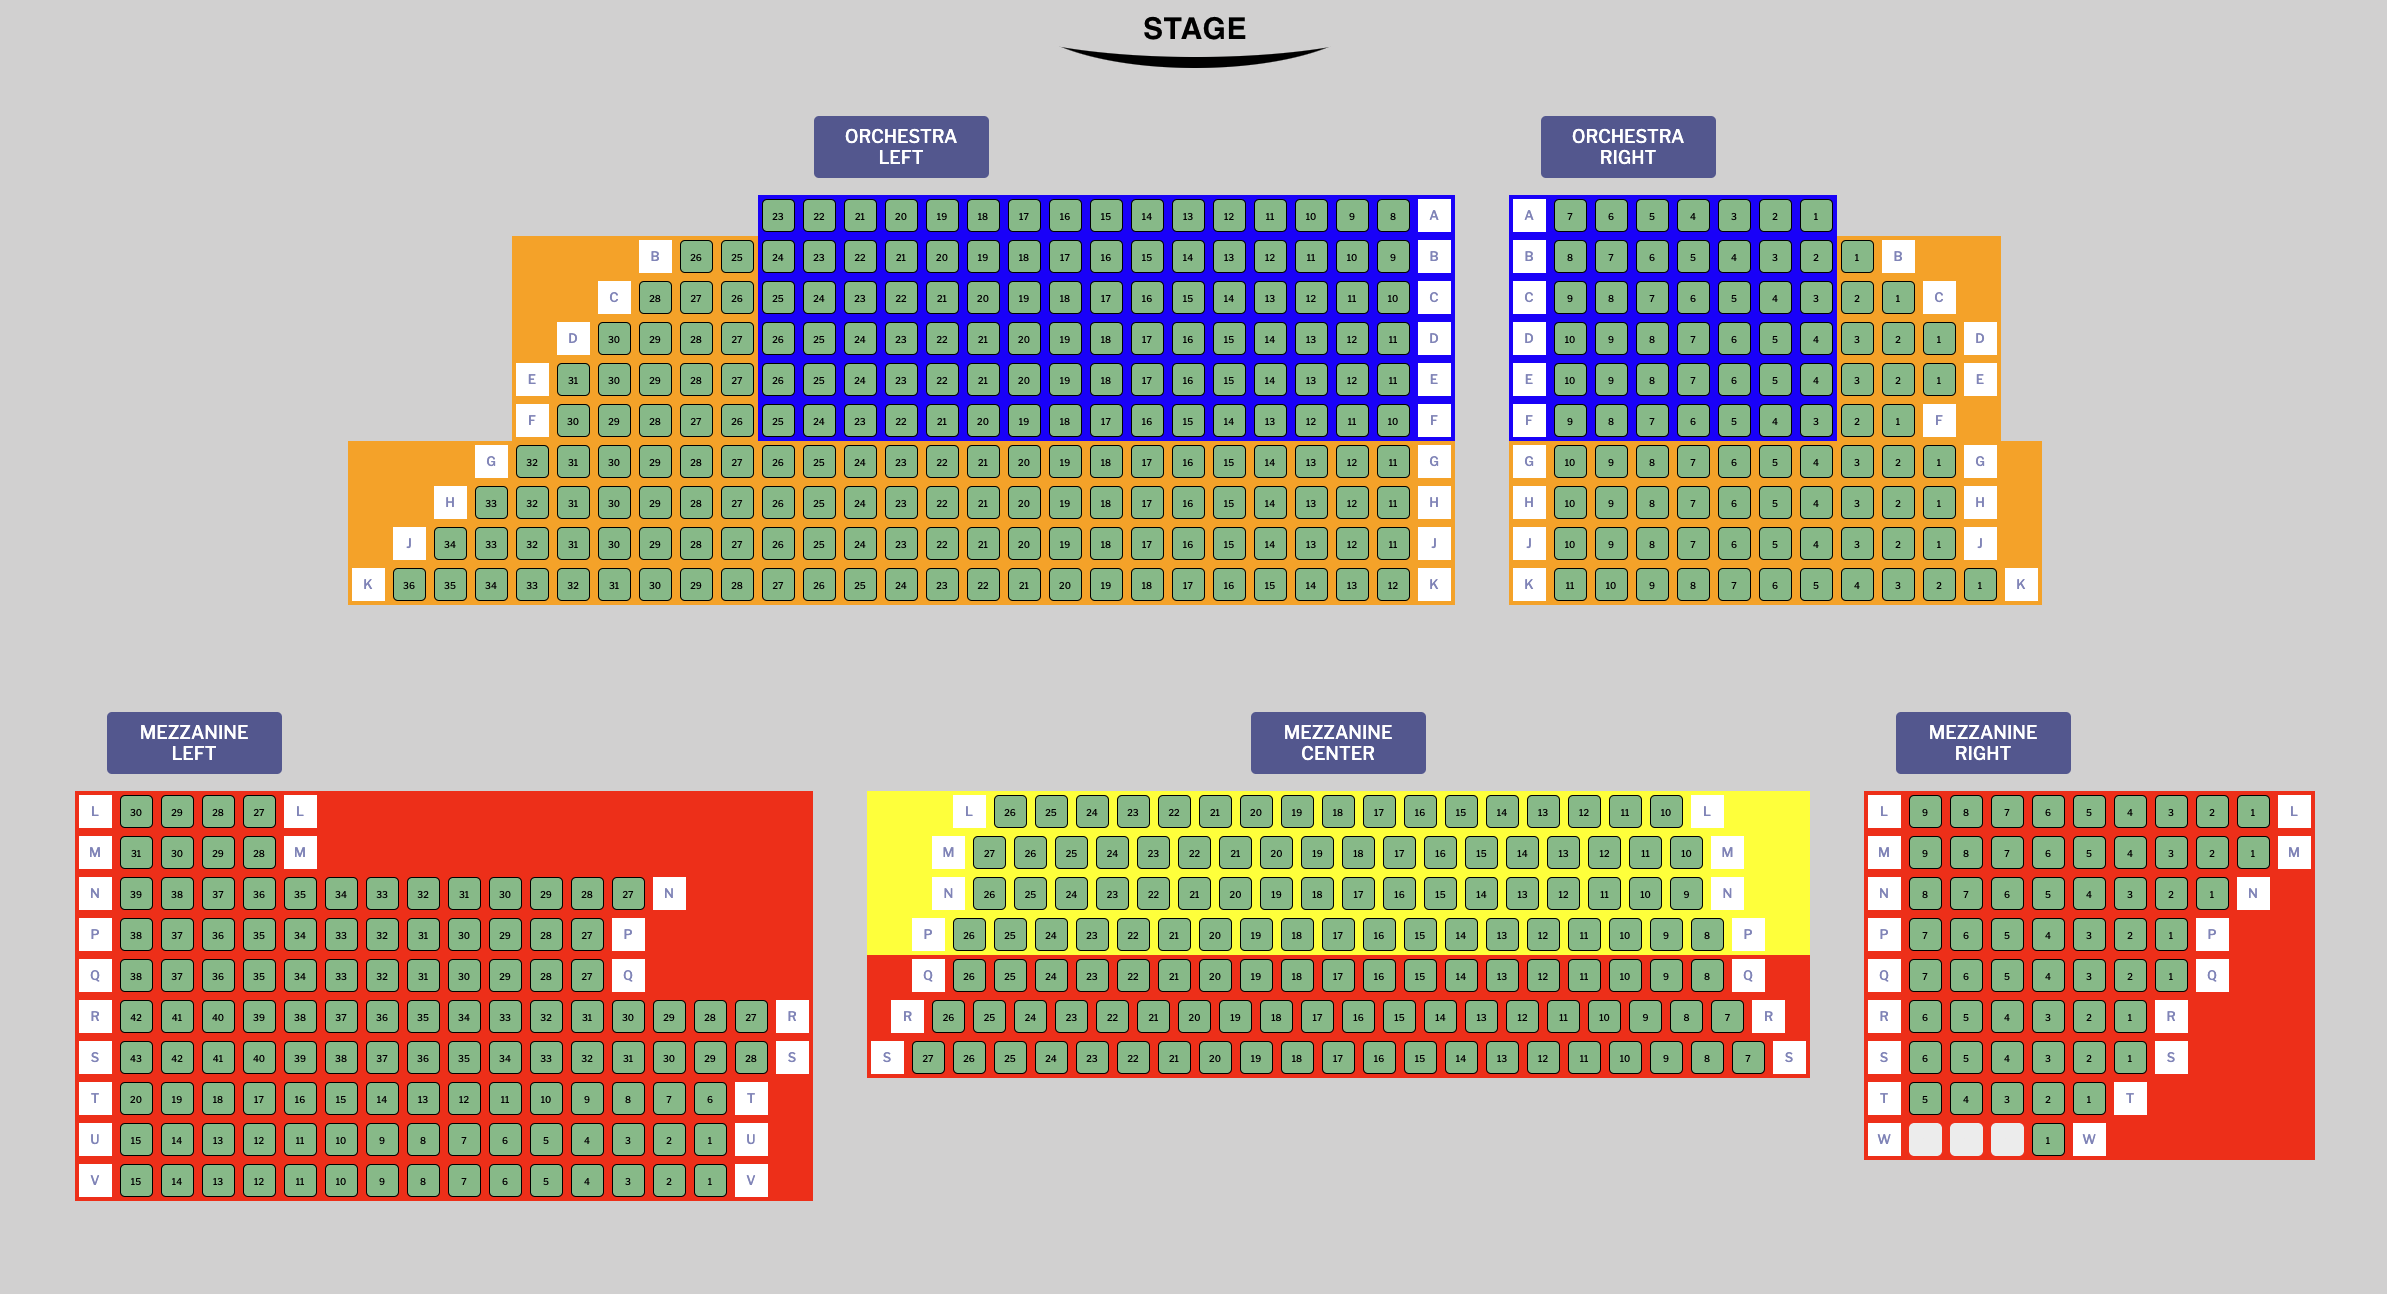 STAGE
ORCHESTRA
LEFT
ORCHESTRA
RIGHT
23 22 21 20 19 18 17 16 15 14 13 12 11 10 9 8 A A 7 6 5 4 3 2 1
B 26 25 24 23 22 21 20 19 18 17 16 15 14 13 12 11 10 9 B B 8 7 6 5 4 3 2 1 B
C 28 27 26 25 24 23 22 21 20 19 18 17 16 15 14 13 12 11 10 C C 9 8 7 6 5 4 3 2 1 C
D 30 29 28 27 26 25 24 23 22 21 20 19 18 17 16 15 14 13 12 11 D D 10 9 8 7 6 5 4 3 2 1 D
E 31 30 29 28 27 26 25 24 23 22 21 20 19 18 17 16 15 14 13 12 11 E E 10 9 8 7 6 5 4 3 2 1 E
F 30 29 28 27 26 25 24 23 22 21 20 19 18 17 16 15 14 13 12 11 10 F F 9 8 7 6 5 4 3 2 1 F
G 32 31 30 29 28 27 26 25 24 23 22 21 20 19 18 17 16 15 14 13 12 11 G G 10 9 8 7 6 5 4 3 2 1 G
H 33 32 31 30 29 28 27 26 25 24 23 22 21 20 19 18 17 16 15 14 13 12 11 H H 10 9 8 7 6 5 4 3 2 1 H
J 34 33 32 31 30 29 28 27 26 25 24 23 22 21 20 19 18 17 16 15 14 13 12 11 J J 10 9 8 7 6 5 4 3 2 1 J
K 36 35 34 33 32 31 30 29 28 27 26 25 24 23 22 21 20 19 18 17 16 15 14 13 12 K K 11 10 9 8 7 6 5 4 3 2 1 K
MEZZANINE
LEFT
MEZZANINE
CENTER
MEZZANINE
RIGHT
L 30 29 28 27 L L 26 25 24 23 22 21 20 19 18 17 16 15 14 13 12 11 10 L L 9 8 7 6 5 4 3 2 1 L
M 31 30 29 28 M M 27 26 25 24 23 22 21 20 19 18 17 16 15 14 13 12 11 10 M M 9 8 7 6 5 4 3 2 1 M
N 39 38 37 36 35 34 33 32 31 30 29 28 27 N N 26 25 24 23 22 21 20 19 18 17 16 15 14 13 12 11 10 9 N N 8 7 6 5 4 3 2 1 N
P 38 37 36 35 34 33 32 31 30 29 28 27 P P 26 25 24 23 22 21 20 19 18 17 16 15 14 13 12 11 10 9 8 P P 7 6 5 4 3 2 1 P
Q 38 37 36 35 34 33 32 31 30 29 28 27 Q Q 26 25 24 23 22 21 20 19 18 17 16 15 14 13 12 11 10 9 8 Q Q 7 6 5 4 3 2 1 Q
R 42 41 40 39 38 37 36 35 34 33 32 31 30 29 28 27 R R 26 25 24 23 22 21 20 19 18 17 16 15 14 13 12 11 10 9 8 7 R R 6 5 4 3 2 1 R
S 43 42 41 40 39 38 37 36 35 34 33 32 31 30 29 28 S S 27 26 25 24 23 22 21 20 19 18 17 16 15 14 13 12 11 10 9 8 7 S S 6 5 4 3 2 1 S
T 20 19 18 17 16 15 14 13 12 11 10 9 8 7 6 T T 5 4 3 2 1 T
U 15 14 13 12 11 10 9 8 7 6 5 4 3 2 1 U W 1 W
V 15 14 13 12 11 10 9 8 7 6 5 4 3 2 1 V